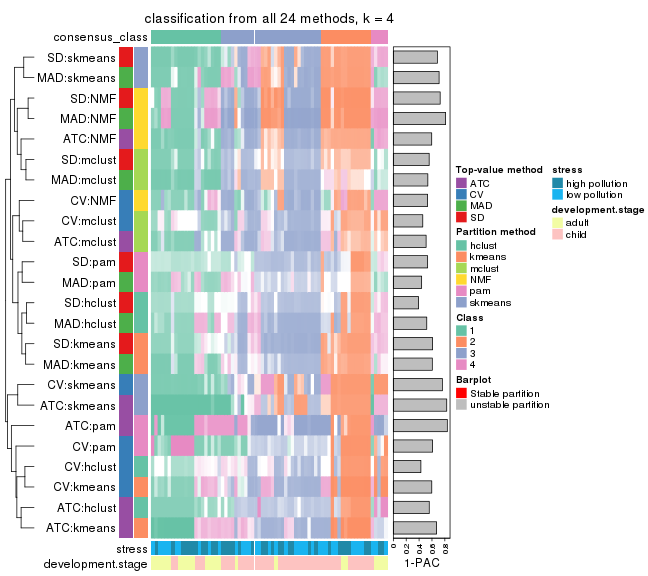 classification from all 24 methods, k = 4
consensus_class
SD:skmeans
MAD:skmeans
SD:NMF
MAD:NMF
ATC:NMF
SD:mclust
MAD:mclust
CV:NMF
CV:mclust
ATC:mclust
SD:pam
MAD:pam
SD:hclust
MAD:hclust
SD:kmeans
MAD:kmeans
CV:skmeans
ATC:skmeans
ATC:pam
CV:pam
CV:hclust
CV:kmeans
ATC:hclust
ATC:kmeans
stress
development.stage
0
0.2
0.4
0.6
0.8
1-PAC
Top-value method
ATC
CV
MAD
SD
Partition method
hclust
kmeans
mclust
NMF
pam
skmeans
Class
1
2
3
4
Barplot
Stable partition
unstable partition
stress
high pollution
low pollution
development.stage
adult
child